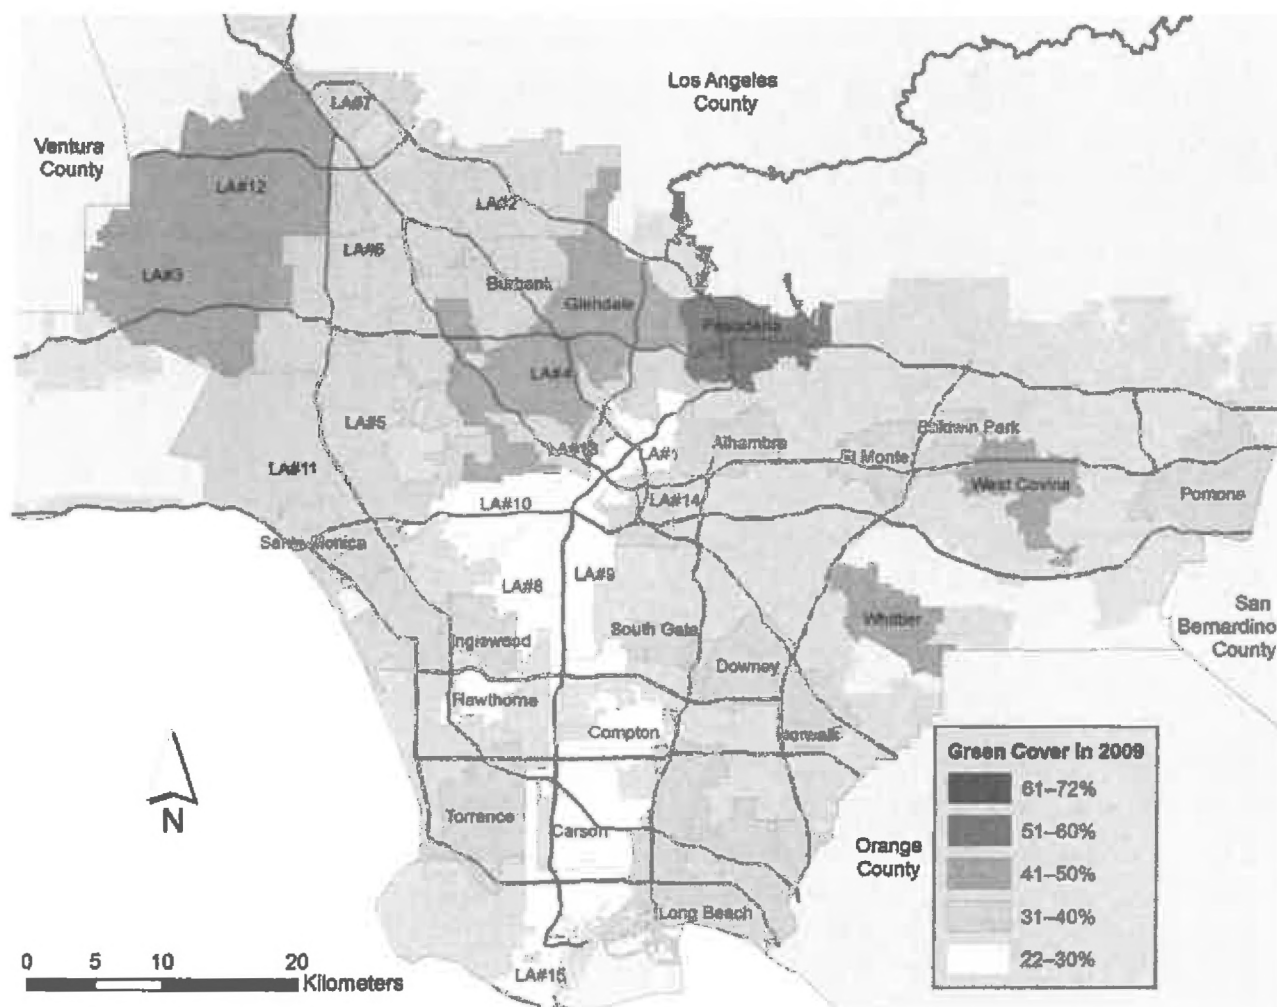 Los Angeles
County
Ventura
County
LA#7
LA#12
LA#2
LA#6
LA#3
Burbank
Glendale
Pasadena
LA#4
LA#5
LA#13
LA#1
Alhambra
Baldwin Park
El Monte
LA#11
West Covina
Pomona
LA#10
LA#14
Santa Monica
LA#8
LA#9
San
Bernardino
County
Inglewood
South Gate
Whittier
Downey
Hawthorne
Compton
Norwalk
Green Cover in 2009
61–72%
51–60%
41–50%
31–40%
22–30%
N
Torrance
Carson
Orange
County
Long Beach
0 5 10 20
Kilometers
LA#15